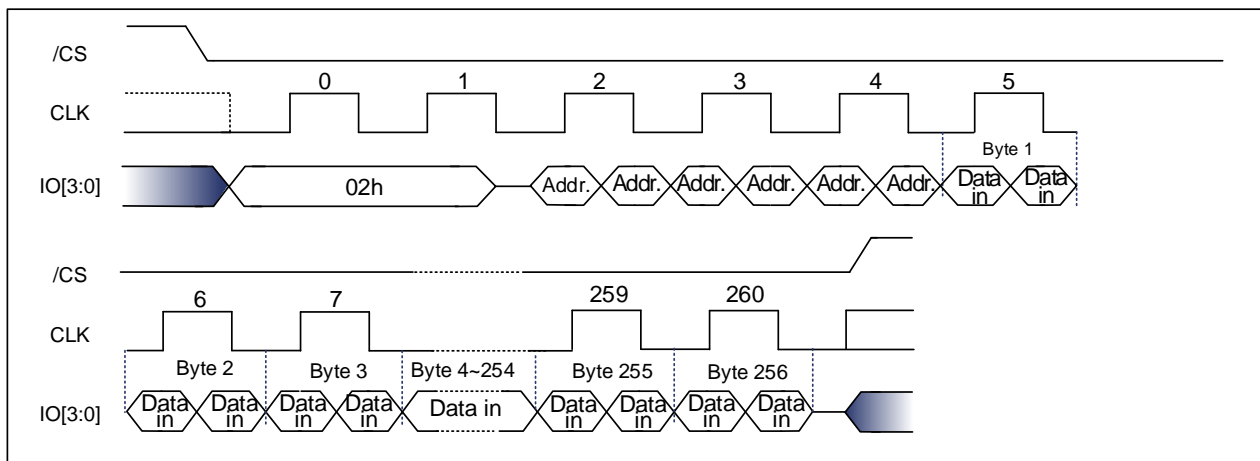 /CS
0 1 2 3 4 5
CLK
Byte 1
IO[3:0] 02h Addr. Addr. Addr. Addr. Addr. Addr. Data in Data in
/CS
6 7 259 260
CLK
Byte 2 Byte 3 Byte 4~254 Byte 255 Byte 256
IO[3:0] Data in Data in Data in Data in Data in Data in Data in Data in Data in